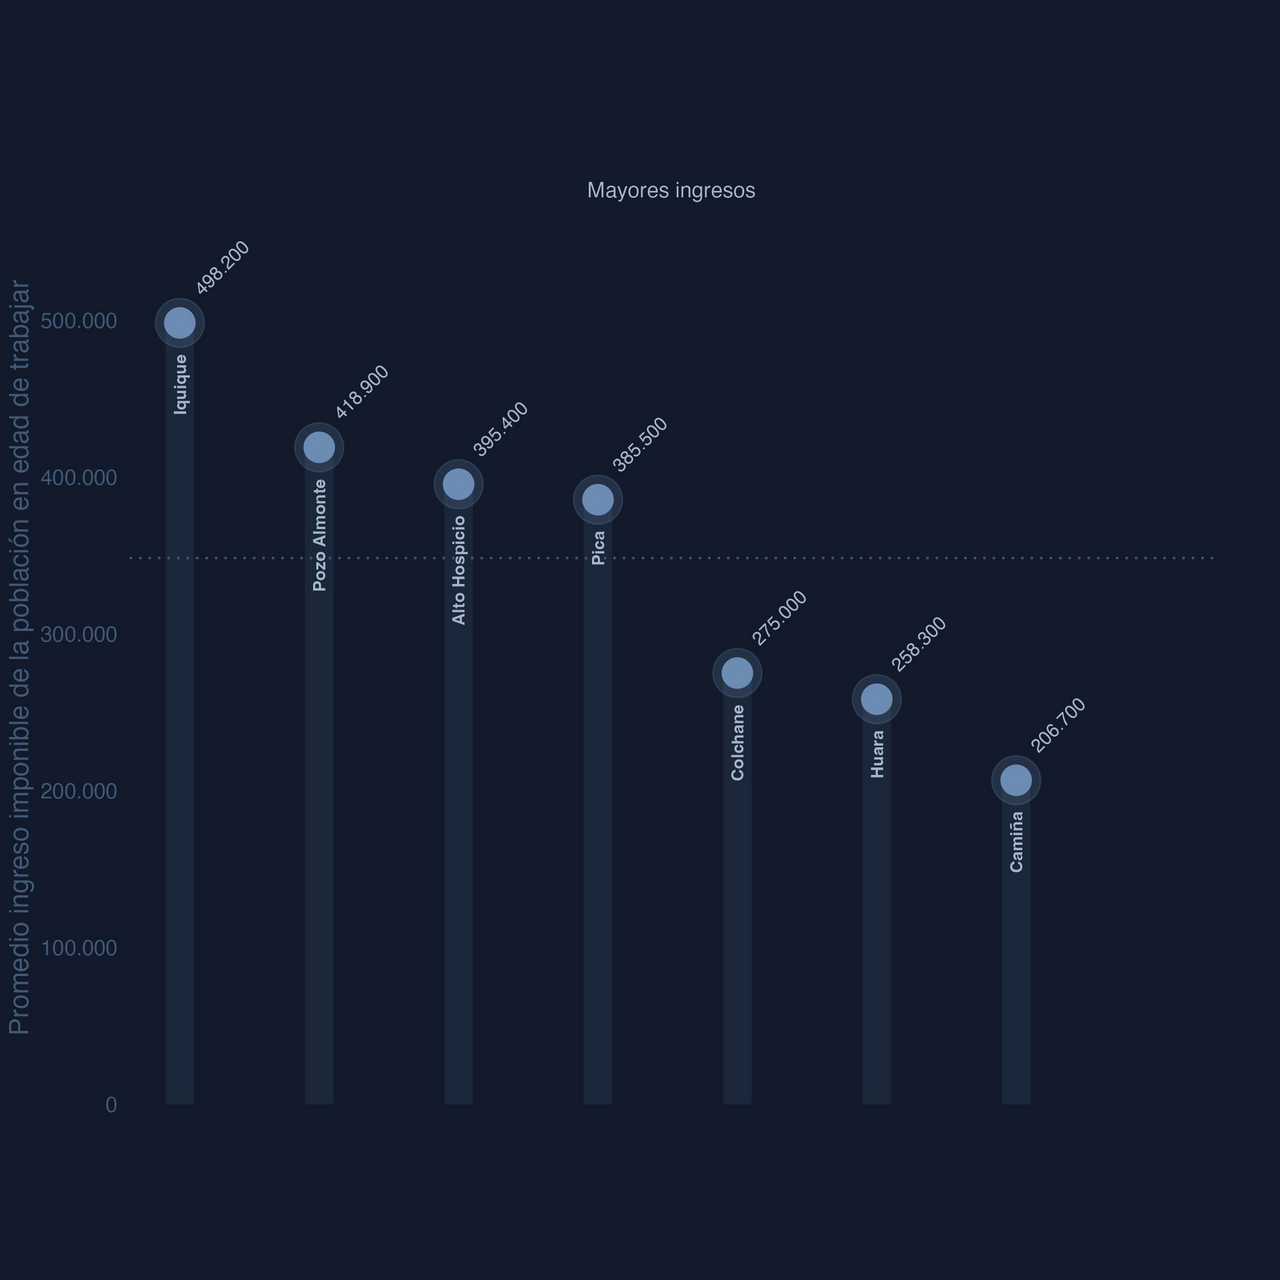 Mayores ingresos
Promedio ingreso imponible de la población en edad de trabajar
500.000
400.000
300.000
200.000
100.000
0
498.200
Iquique
418.900
Pozo Almonte
395.400
Alto Hospicio
385.500
Pica
275.000
Colchane
258.300
Huara
206.700
Camiña